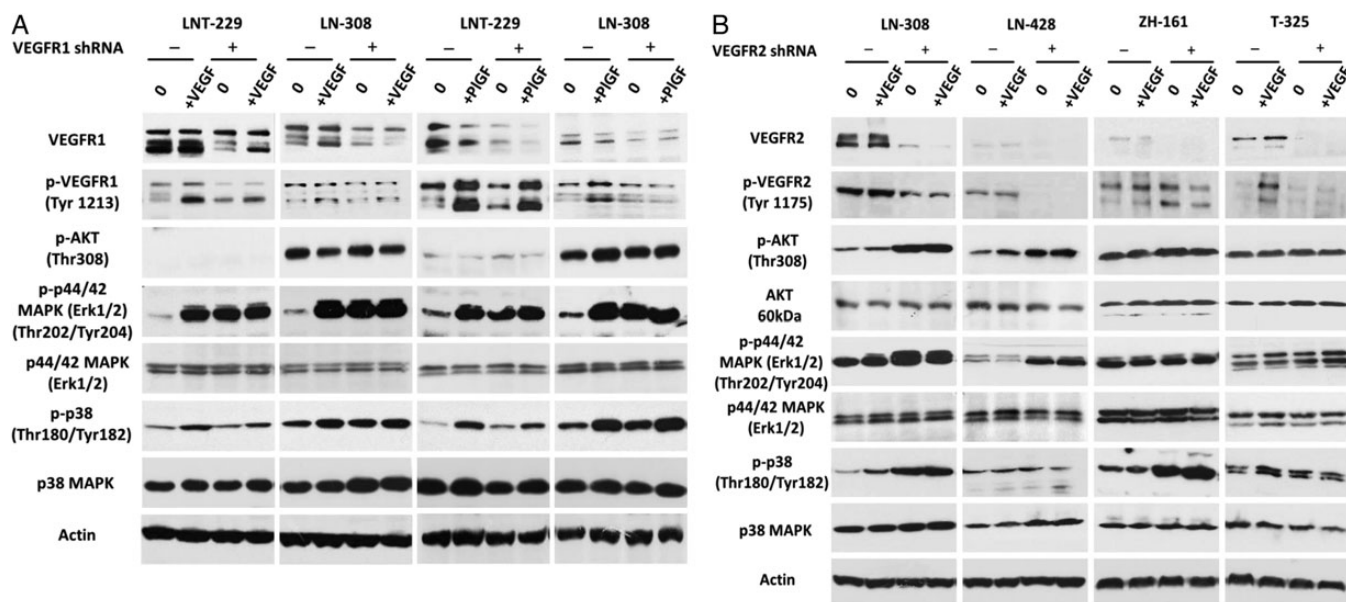 A
LNT-229 LN-308 LNT-229 LN-308
VEGFR1 shRNA − + − + − + − +
0 +VEGF 0 +VEGF 0 +VEGF 0 +VEGF 0 +PlGF 0 +PlGF 0 +PlGF 0 +PlGF
VEGFR1
p-VEGFR1
(Tyr 1213)
p-AKT
(Thr308)
p-p44/42
MAPK (Erk1/2)
(Thr202/Tyr204)
p44/42 MAPK
(Erk1/2)
p-p38
(Thr180/Tyr182)
p38 MAPK
Actin
B
LN-308 LN-428 ZH-161 T-325
VEGFR2 shRNA − + − + − + − +
0 +VEGF 0 +VEGF 0 +VEGF 0 +VEGF 0 +VEGF 0 +VEGF 0 +VEGF 0 +VEGF
VEGFR2
p-VEGFR2
(Tyr 1175)
p-AKT
(Thr308)
AKT
60kDa
p-p44/42
MAPK (Erk1/2)
(Thr202/Tyr204)
p44/42 MAPK
(Erk1/2)
p-p38
(Thr180/Tyr182)
p38 MAPK
Actin